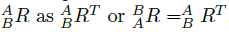 $^A_B R$ as $^A_B R^T$ or $^B_A R =^A_B R^T$